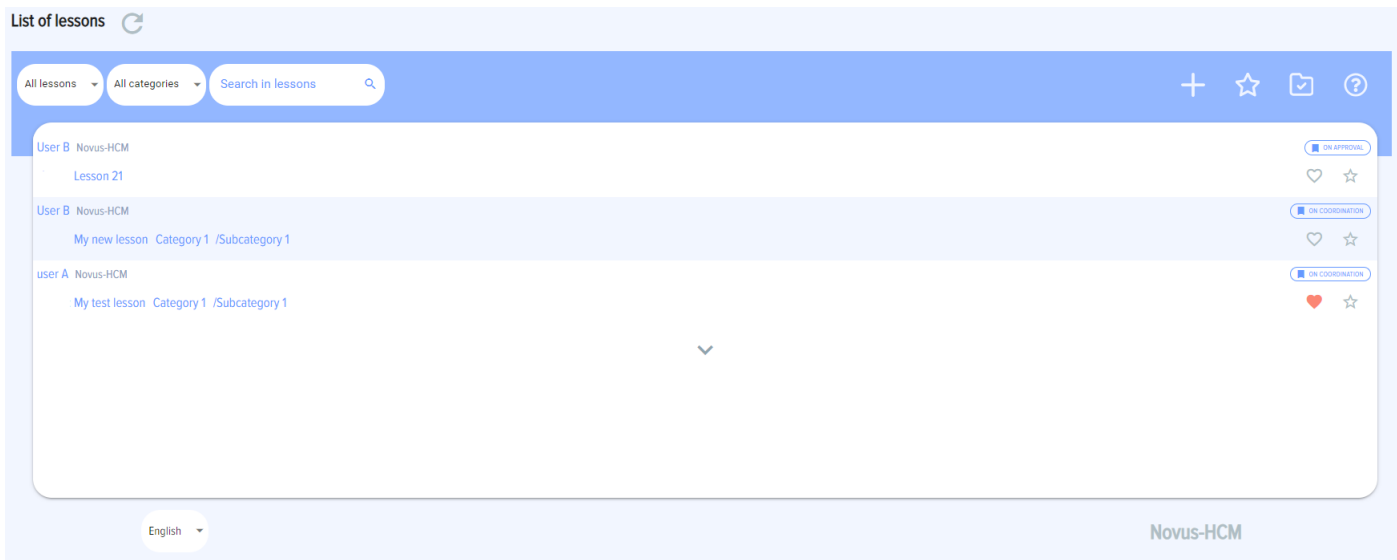 List of lessons
All lessons All categories Search in lessons
User B Novus-HCM ON APPROVAL
Lesson 21
User B Novus-HCM ON COORDINATION
My new lesson Category 1 /Subcategory 1
user A Novus-HCM ON COORDINATION
My test lesson Category 1 /Subcategory 1
English Novus-HCM